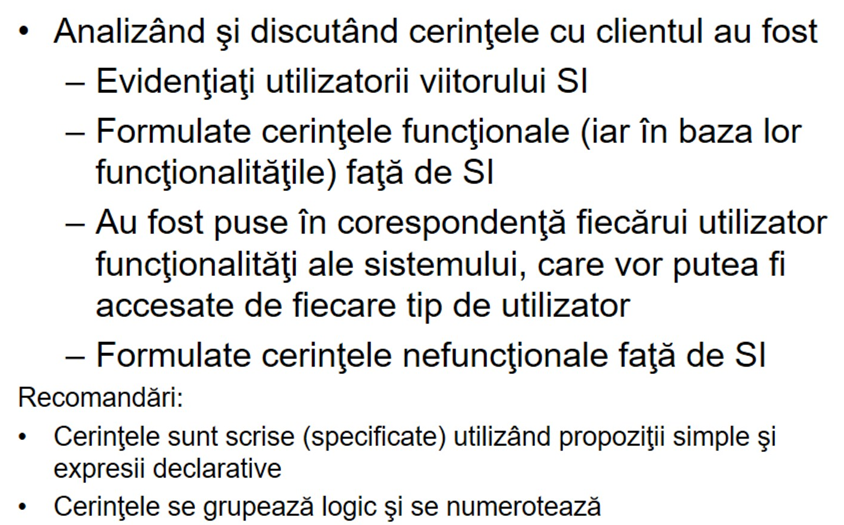 • Analizând şi discutând cerinţele cu clientul au fost
– Evidenţiaţi utilizatorii viitorului SI
– Formulate cerinţele funcţionale (iar în baza lor
funcţionalităţile) faţă de SI
– Au fost puse în corespondenţă fiecărui utilizator
funcţionalităţi ale sistemului, care vor putea fi
accesate de fiecare tip de utilizator
– Formulate cerinţele nefuncţionale faţă de SI
Recomandări:
• Cerinţele sunt scrise (specificate) utilizând propoziţii simple şi
expresii declarative
• Cerinţele se grupează logic şi se numerotează